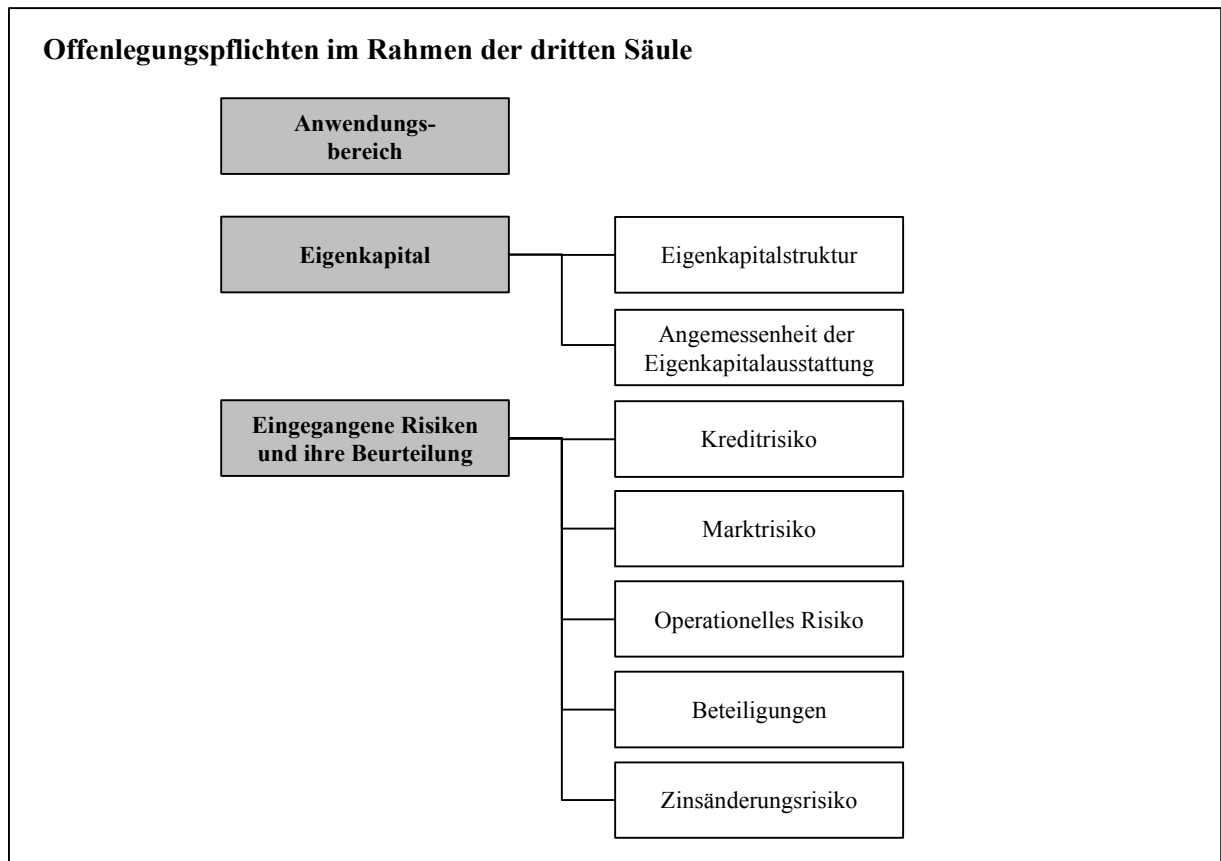 Offenlegungspflichten im Rahmen der dritten Säule
Anwendungs-
bereich
Eigenkapital
Eigenkapitalstruktur
Angemessenheit der
Eigenkapitalausstattung
Eingegangene Risiken
und ihre Beurteilung
Kreditrisiko
Marktrisiko
Operationelles Risiko
Beteiligungen
Zinsänderungsrisiko